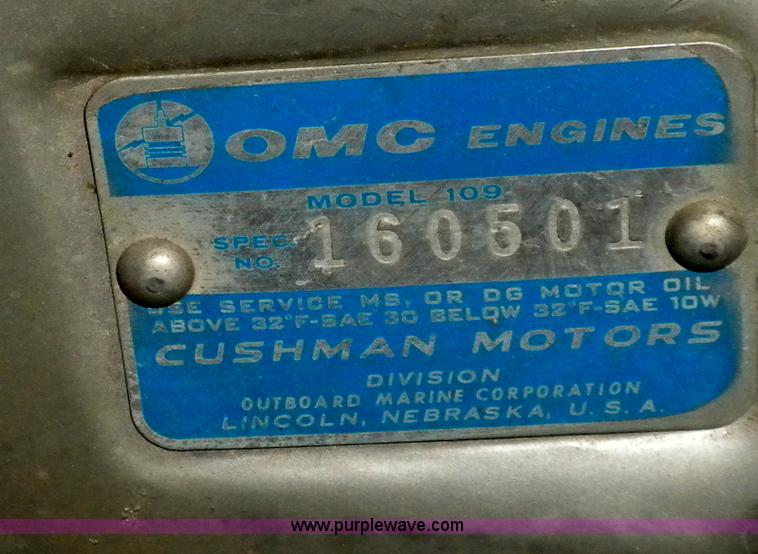 OMC ENGINES
MODEL 109
SPEC. NO. 160501
USE SERVICE MS, OR DG MOTOR OIL
ABOVE 32°F-SAE 30 BELOW 32°F-SAE 10W
CUSHMAN MOTORS
DIVISION
OUTBOARD MARINE CORPORATION
LINCOLN, NEBRASKA, U. S. A.
www.purplewave.com